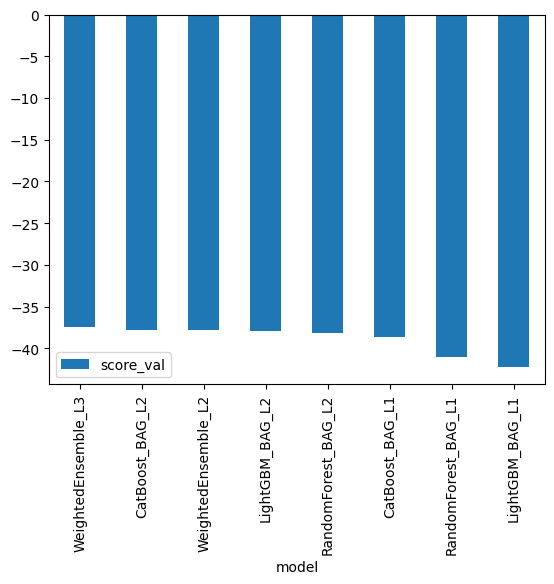 0
−5
−10
−15
−20
−25
−30
−35
−40
score_val
WeightedEnsemble_L3
CatBoost_BAG_L2
WeightedEnsemble_L2
LightGBM_BAG_L2
RandomForest_BAG_L2
CatBoost_BAG_L1
RandomForest_BAG_L1
LightGBM_BAG_L1
model